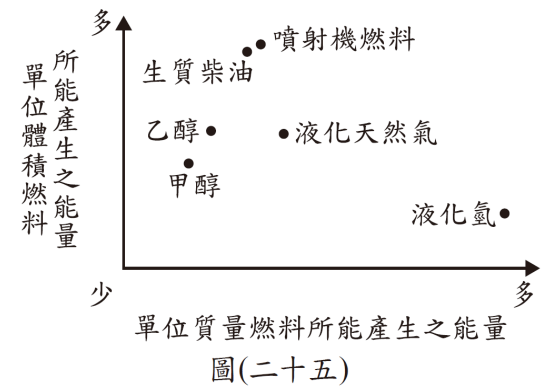 多
單位體積燃料
所能產生之能量
噴射機燃料
生質柴油
乙醇
液化天然氣
甲醇
液化氫
少
多
單位質量燃料所能產生之能量
圖(二十五)